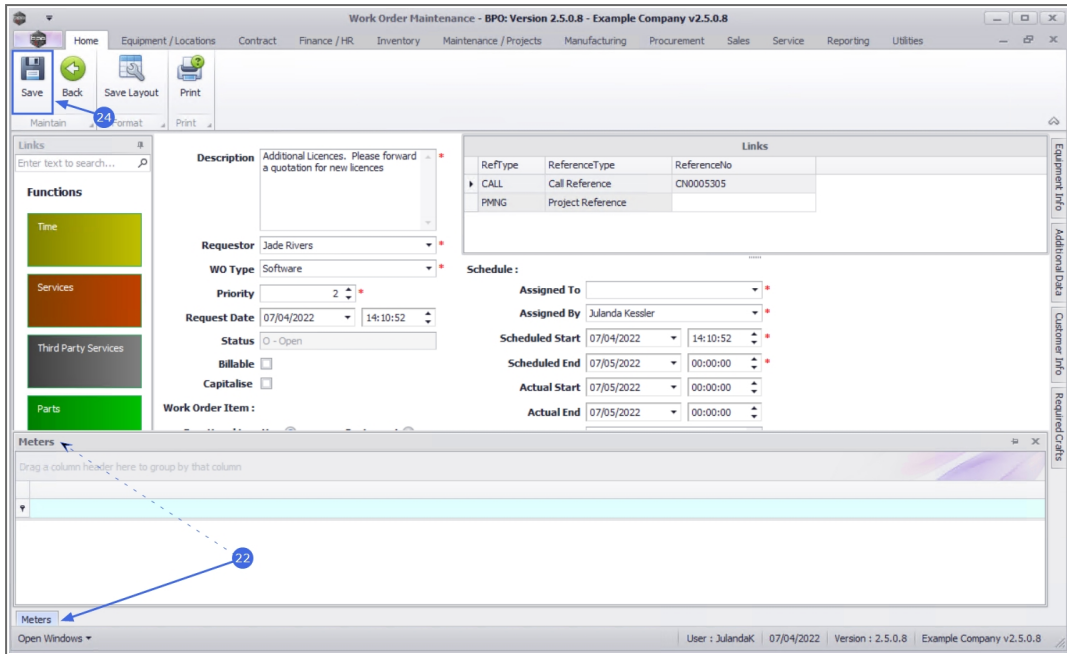 Work Order Maintenance - BPO: Version 2.5.0.8 - Example Company v2.5.0.8
Home Equipment / Locations Contract Finance / HR Inventory Maintenance / Projects Manufacturing Procurement Sales Service Reporting Utilities
Save Back Save Layout Print
Maintain Format Print
24
Links
Enter text to search...
Functions
Time
Services
Third Party Services
Parts
Description Additional Licences. Please forward *
a quotation for new licences
Requestor Jade Rivers *
WO Type Software *
Priority 2 *
Request Date 07/04/2022 14:10:52
Status O - Open
Billable
Capitalise
Work Order Item :
Links
RefType ReferenceType ReferenceNo
CALL Call Reference CN0005305
PMNG Project Reference
Schedule :
Assigned To *
Assigned By Julanda Kessler *
Scheduled Start 07/04/2022 14:10:52 *
Scheduled End 07/05/2022 00:00:00 *
Actual Start 07/05/2022 00:00:00
Actual End 07/05/2022 00:00:00
Equipment Info
Additional Data
Customer Info
Required Crafts
Meters
Drag a column header here to group by that column
22
Meters
Open Windows User : JulandaK 07/04/2022 Version : 2.5.0.8 Example Company v2.5.0.8